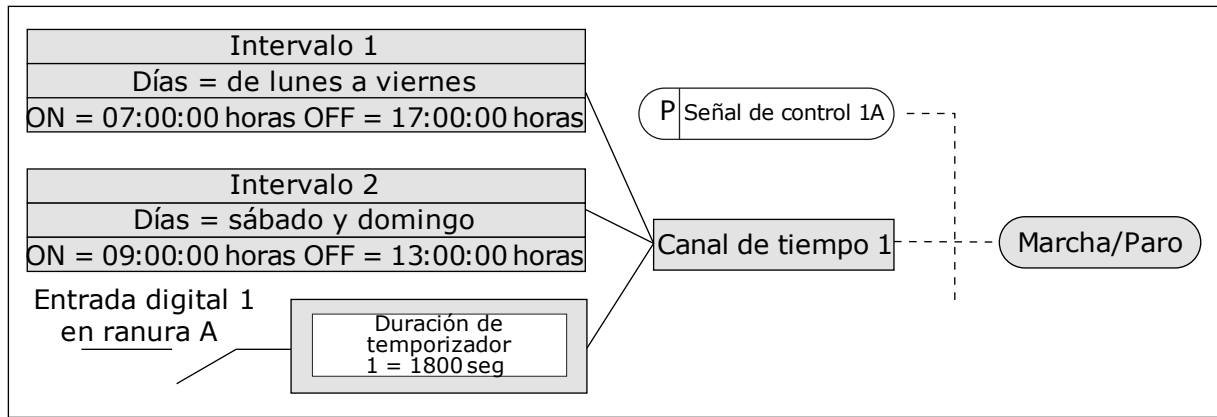 Intervalo 1
Días = de lunes a viernes
ON = 07:00:00 horas OFF = 17:00:00 horas
P Señal de control 1A
Intervalo 2
Días = sábado y domingo
ON = 09:00:00 horas OFF = 13:00:00 horas
Canal de tiempo 1
Marcha/Paro
Entrada digital 1
en ranura A
Duración de
temporizador
1 = 1800 seg